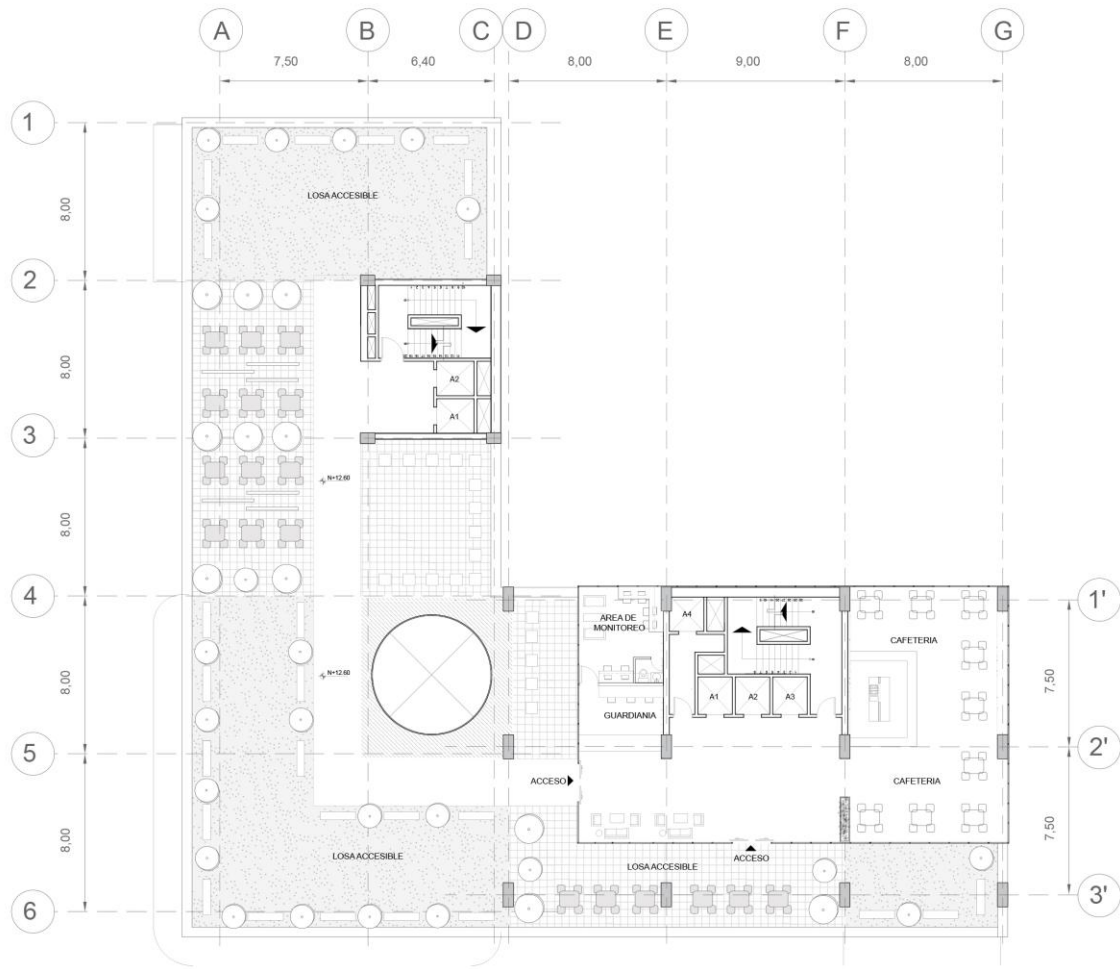 A B C D E F G
7,50 6,40 8,00 9,00 8,00
1
8,00
LOSA ACCESIBLE
2
8,00
A2
A1
3
N+12.60
8,00
4 1'
AREA DE
MONITOREO
A4
CAFETERIA
8,00
N+12.60
7,50
A1 A2 A3
GUARDIANIA
5 2'
ACCESO
CAFETERIA
8,00
7,50
LOSA ACCESIBLE
ACCESO
LOSA ACCESIBLE
6 3'